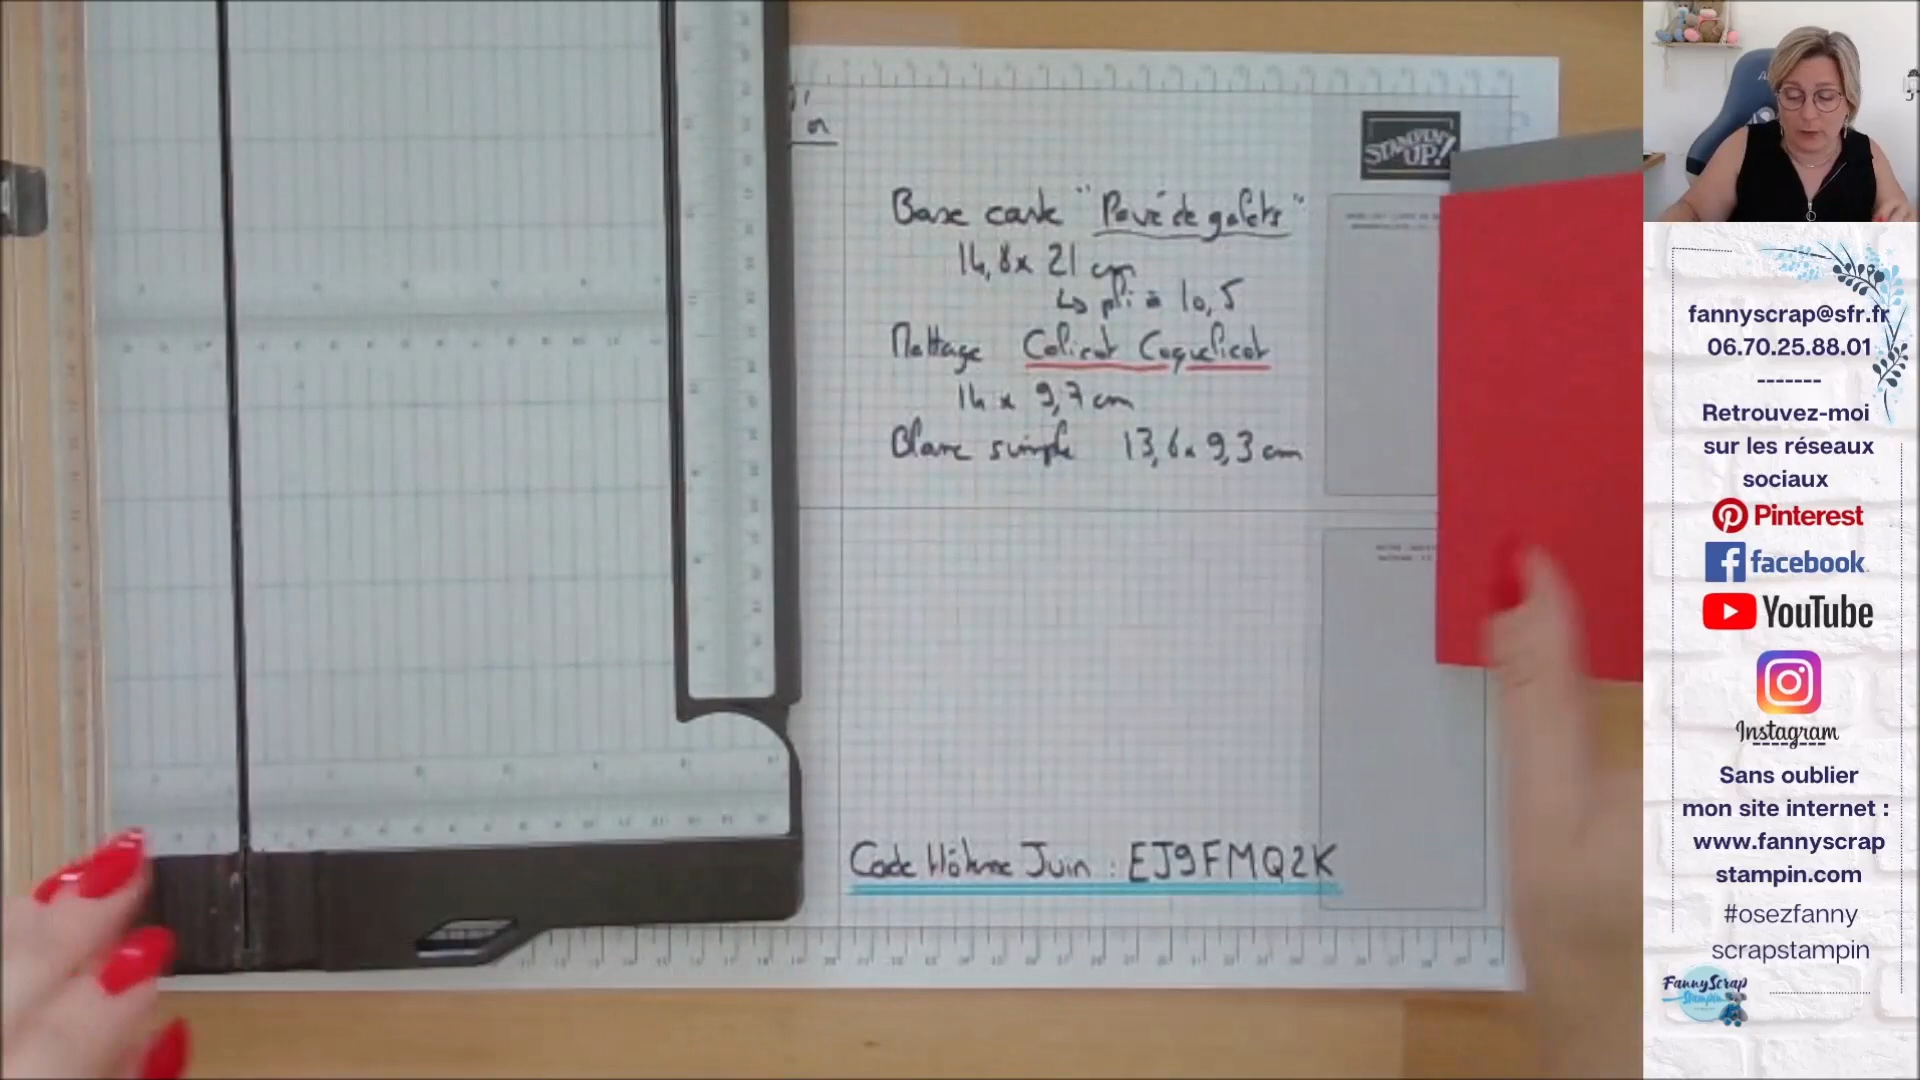 STAMPIN' UP!
Base carte "Pavé de galets"
14,8 x 21 cm
↳ pli à 10,5
Mattage Calicot Coquelicot
14 x 9,7 cm
Blanc simple 13,6 x 9,3 cm
Code Hôtesse Juin : EJ9FMQ2K
fannyscrap@sfr.fr
06.70.25.88.01
-------
Retrouvez-moi
sur les réseaux
sociaux
Pinterest
facebook
YouTube
Instagram
-------
Sans oublier
mon site internet :
www.fannyscrap
stampin.com
#osezfanny
scrapstampin
FannyScrap
Stampin